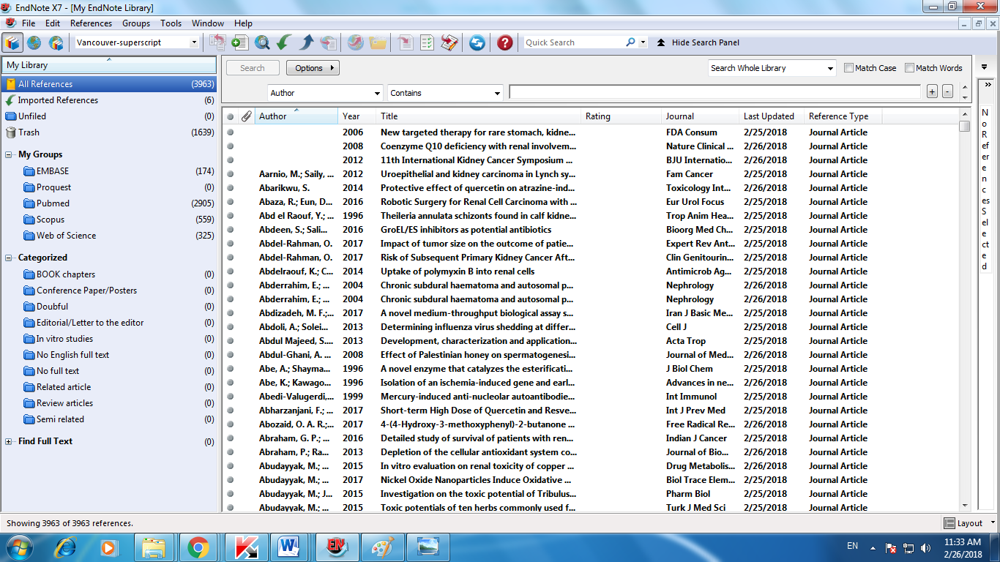 EndNote X7 - [My EndNote Library]
File Edit References Groups Tools Window Help
Vancouver-superscript Quick Search Hide Search Panel
My Library
All References (3963)
Imported References (6)
Unfiled (0)
Trash (1639)
My Groups
EMBASE (174)
Proquest (0)
Pubmed (2905)
Scopus (559)
Web of Science (325)
Categorized
BOOK chapters (0)
Conference Paper/Posters (0)
Doubful (0)
Editorial/Letter to the editor (0)
In vitro studies (0)
No English full text (0)
No full text (0)
Related article (0)
Review articles (0)
Semi related (0)
Find Full Text (0)
Search Options Search Whole Library Match Case Match Words
Author Contains + -
Author Year Title Rating Journal Last Updated Reference Type
2006 New targeted therapy for rare stomach, kidne... FDA Consum 2/25/2018 Journal Article
2008 Coenzyme Q10 deficiency with renal involvem... Nature Clinical ... 2/26/2018 Journal Article
2012 11th International Kidney Cancer Symposium ... BJU Internatio... 2/26/2018 Journal Article
Aarnio, M.; Saily, ... 2012 Uroepithelial and kidney carcinoma in Lynch sy... Fam Cancer 2/25/2018 Journal Article
Abarikwu, S. 2014 Protective effect of quercetin on atrazine-ind... Toxicology Int... 2/26/2018 Journal Article
Abaza, R.; Eun, D... 2016 Robotic Surgery for Renal Cell Carcinoma with ... Eur Urol Focus 2/25/2018 Journal Article
Abd el Raouf, Y.; ... 1996 Theileria annulata schizonts found in calf kidne... Trop Anim Hea... 2/25/2018 Journal Article
Abdeen, S.; Sali... 2016 GroEL/ES inhibitors as potential antibiotics Bioorg Med Ch... 2/25/2018 Journal Article
Abdel-Rahman, O. 2017 Impact of tumor size on the outcome of patie... Expert Rev Ant... 2/25/2018 Journal Article
Abdel-Rahman, O. 2017 Risk of Subsequent Primary Kidney Cancer Aft... Clin Genitourin... 2/25/2018 Journal Article
Abdelraouf, K.; C... 2014 Uptake of polymyxin B into renal cells Antimicrob Ag... 2/25/2018 Journal Article
Abderrahim, E.; ... 2004 Chronic subdural haematoma and autosomal p... Nephrology 2/26/2018 Journal Article
Abderrahim, E.; ... 2004 Chronic subdural haematoma and autosomal p... Nephrology 2/26/2018 Journal Article
Abdizadeh, M. F.;... 2017 A novel medium-throughput biological assay s... Iran J Basic Me... 2/25/2018 Journal Article
Abdoli, A.; Solei... 2013 Determining influenza virus shedding at differ... Cell J 2/25/2018 Journal Article
Abdul Majeed, S.... 2013 Development, characterization and application... Acta Trop 2/25/2018 Journal Article
Abdul-Ghani, A. ... 2008 Effect of Palestinian honey on spermatogenesi... Journal of Med... 2/26/2018 Journal Article
Abe, A.; Shayma... 1996 A novel enzyme that catalyzes the esterificati... J Biol Chem 2/25/2018 Journal Article
Abe, K.; Kawago... 1996 Isolation of an ischemia-induced gene and earl... Advances in ne... 2/26/2018 Journal Article
Abedi-Valugerdi,... 1999 Mercury-induced anti-nucleolar autoantibodie... Int Immunol 2/25/2018 Journal Article
Abharzanjani, F.; ... 2017 Short-term High Dose of Quercetin and Resve... Int J Prev Med 2/25/2018 Journal Article
Abozaid, O. A. R.;... 2017 4-(4-Hydroxy-3-methoxyphenyl)-2-butanone ... Free Radical Re... 2/26/2018 Journal Article
Abraham, G. P.; ... 2016 Detailed study of survival of patients with ren... Indian J Cancer 2/25/2018 Journal Article
Abraham, P.; Ra... 2013 Depletion of the cellular antioxidant system co... Journal of Bio... 2/26/2018 Journal Article
Abudayyak, M.; ... 2015 In vitro evaluation on renal toxicity of copper ... Drug Metabolis... 2/26/2018 Journal Article
Abudayyak, M.; ... 2017 Nickel Oxide Nanoparticles Induce Oxidative ... Biol Trace Elem... 2/25/2018 Journal Article
Abudayyak, M.; J... 2015 Investigation on the toxic potential of Tribulus... Pharm Biol 2/25/2018 Journal Article
Abudayyak, M.; ... 2015 Toxic potentials of ten herbs commonly used f... Turk J Med Sci 2/25/2018 Journal Article
No References Selected
Showing 3963 of 3963 references. Layout
EN 11:33 AM
2/26/2018